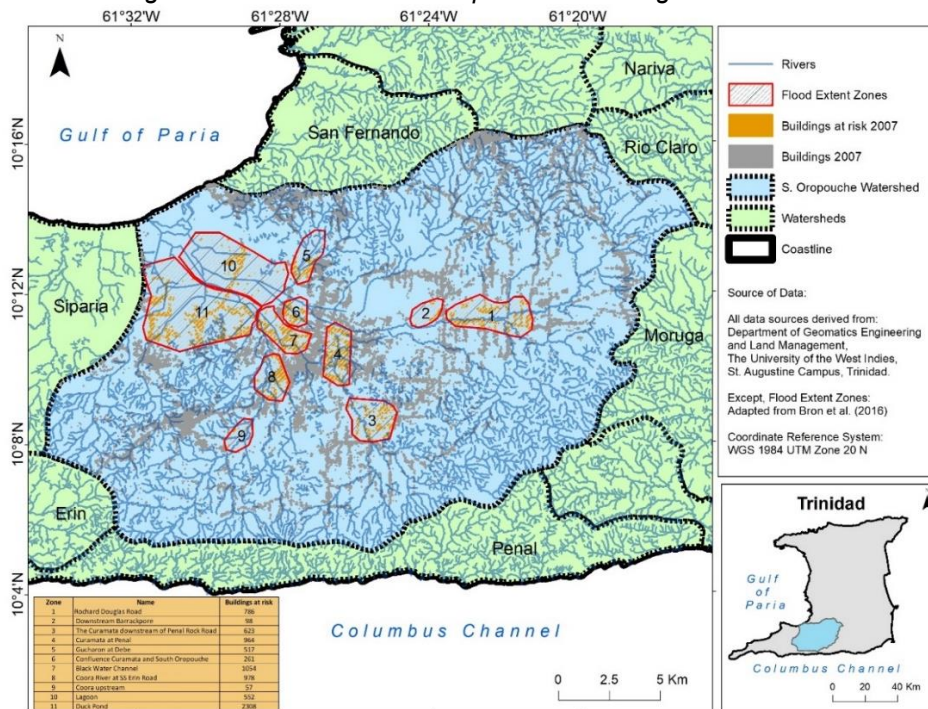 61°32'W 61°28'W 61°24'W 61°20'W
N
Nariva
San Fernando
Gulf of Paria
Rio Claro
10°16'N
10
5
10°12'N
Siparia
11
6
2
1
7
Moruga
4
8
3
9
10°8'N
Erin
Penal
10°4'N
Columbus Channel
0 2.5 5 Km
Zone Name Buildings at risk
1 Rochard Douglas Road 786
2 Downstream Barrackpore 98
3 The Curamata downstream of Penal Rock Road 623
4 Curamata at Penal 964
5 Gucharon at Debe 517
6 Confluence Curamata and South Oropouche 261
7 Black Water Channel 1054
8 Coora River at SS Erin Road 978
9 Coora upstream 57
10 Lagoon 552
11 Duck Pond 2308
Rivers
Flood Extent Zones
Buildings at risk 2007
Buildings 2007
S. Oropouche Watershed
Watersheds
Coastline
Source of Data:
All data sources derived from:
Department of Geomatics Engineering
and Land Management,
The University of the West Indies,
St. Augustine Campus, Trinidad.
Except, Flood Extent Zones:
Adapted from Bron et al. (2016)
Coordinate Reference System:
WGS 1984 UTM Zone 20 N
Trinidad
Gulf
of
Paria
Columbus Channel
0 20 40 Km